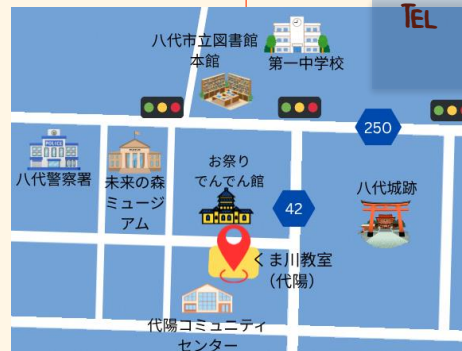 TEL
八代市立図書館
本館
第一中学校
250
POLICE
八代警察署
未来の森
ミュージ
アム
お祭り
でんでん館
42
八代城跡
くま川教室
（代陽）
代陽コミュニティ
センター